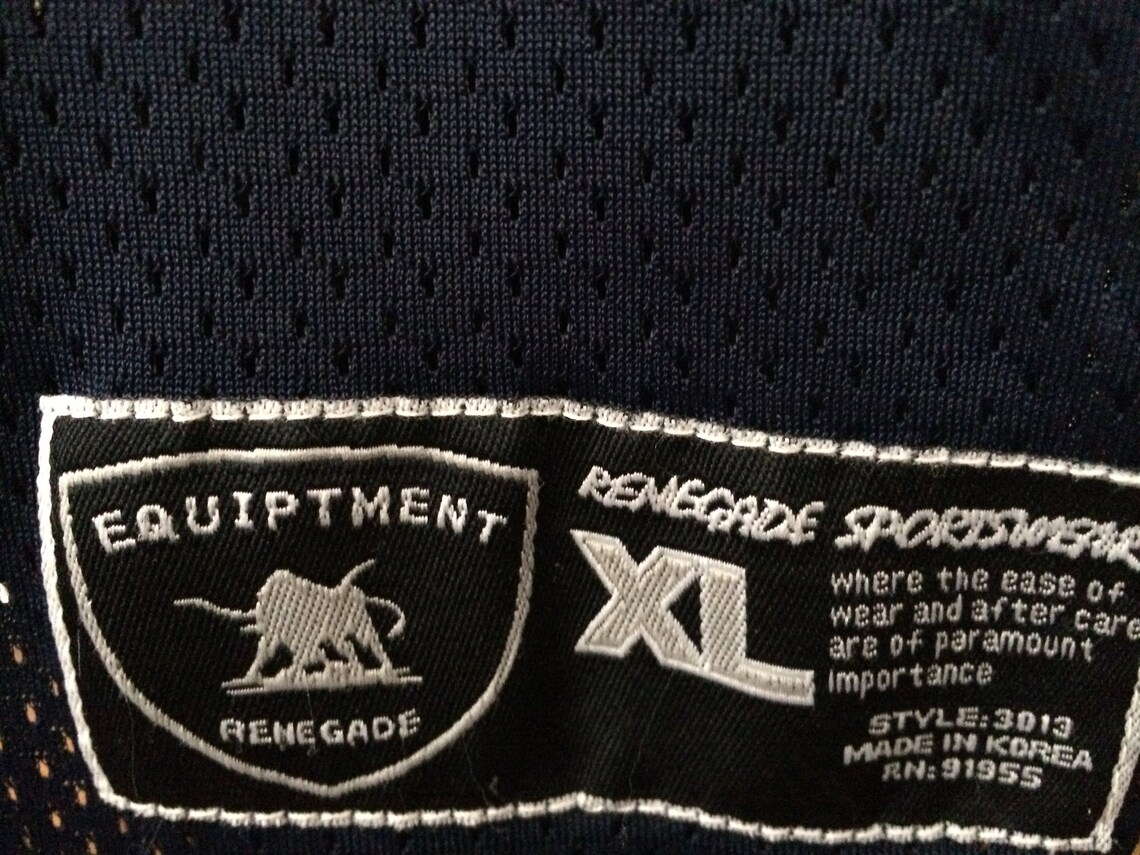 EQUIPTMENT
RENEGADE
RENEGADE SPORTSWEAR
XL
where the ease of
wear and after care
are of paramount
importance
STYLE: 3013
MADE IN KOREA
RN: 91955